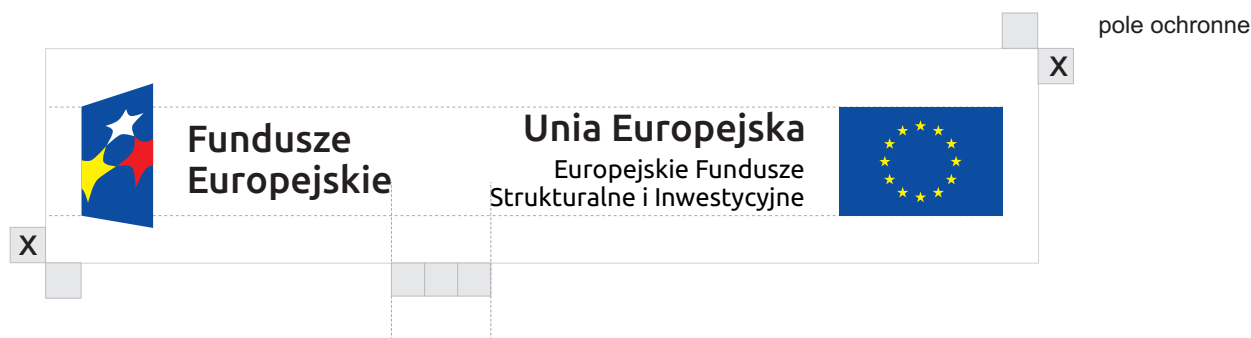 pole ochronne
X
Fundusze
Europejskie
Unia Europejska
Europejskie Fundusze
Strukturalne i Inwestycyjne
X